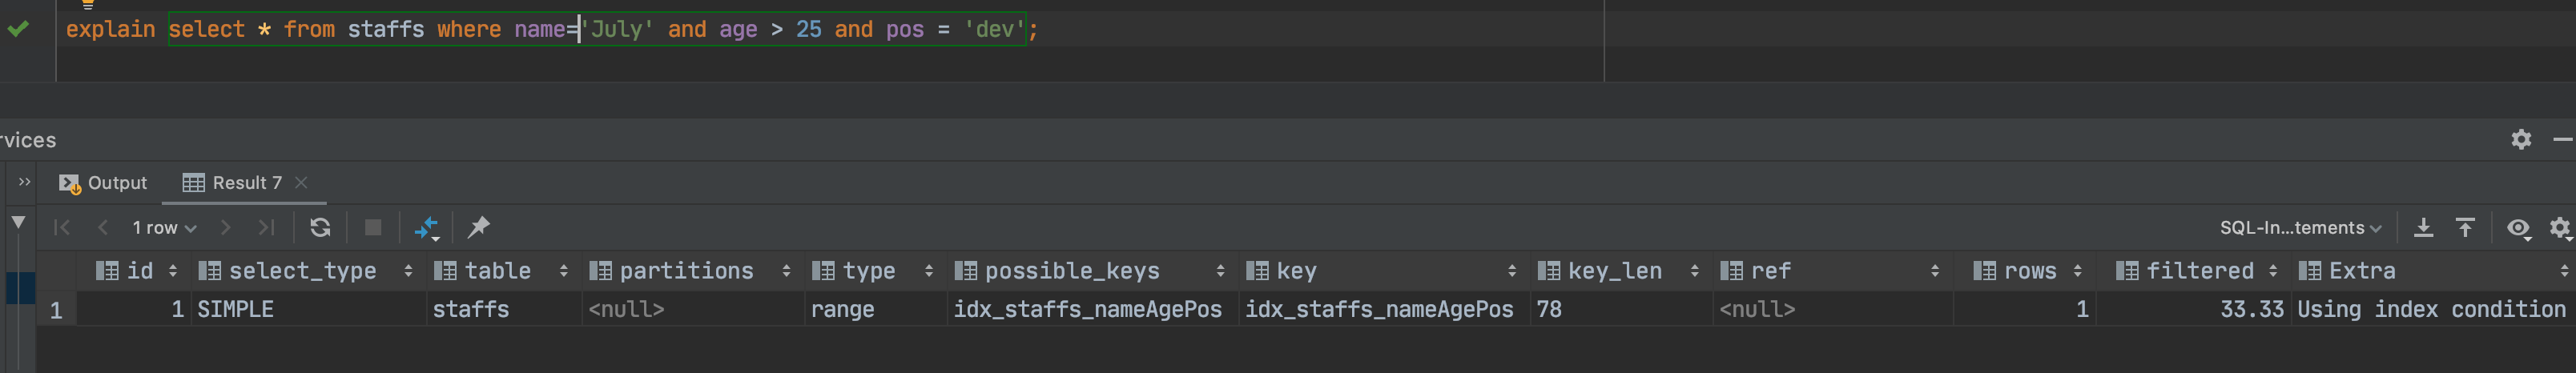 explain select * from staffs where name='July' and age > 25 and pos = 'dev';
rvices
Output Result 7
1 row SQL-In...tements
id select_type table partitions type possible_keys key key_len ref rows filtered Extra
1 1 SIMPLE staffs <null> range idx_staffs_nameAgePos idx_staffs_nameAgePos 78 <null> 1 33.33 Using index condition